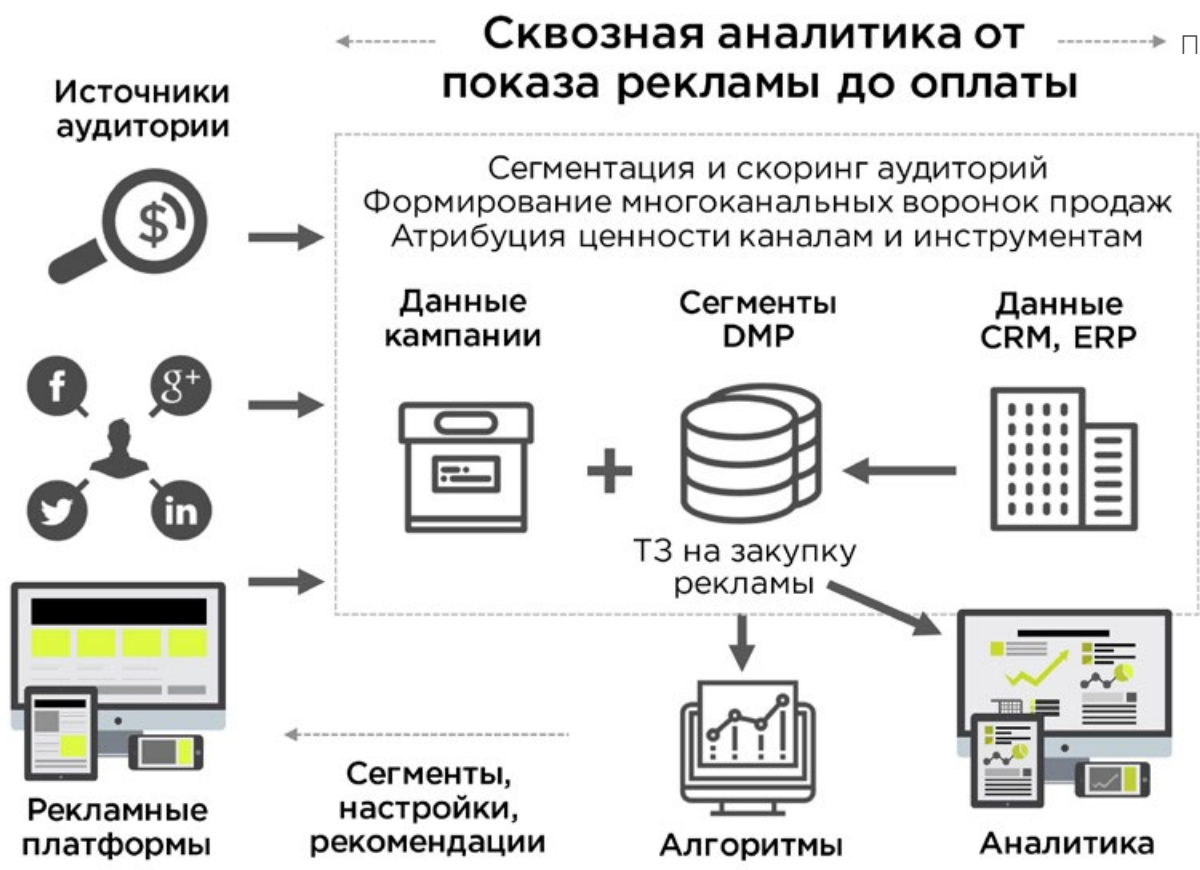 Сквозная аналитика от
показа рекламы до оплаты
П
Источники
аудитории
$
Сегментация и скоринг аудиторий
Формирование многоканальных воронок продаж
Атрибуция ценности каналам и инструментам
Данные
кампании
Сегменты
DMP
Данные
CRM, ERP
f
g+
in
ТЗ на закупку
рекламы
Рекламные
платформы
Сегменты,
настройки,
рекомендации
Алгоритмы
Аналитика